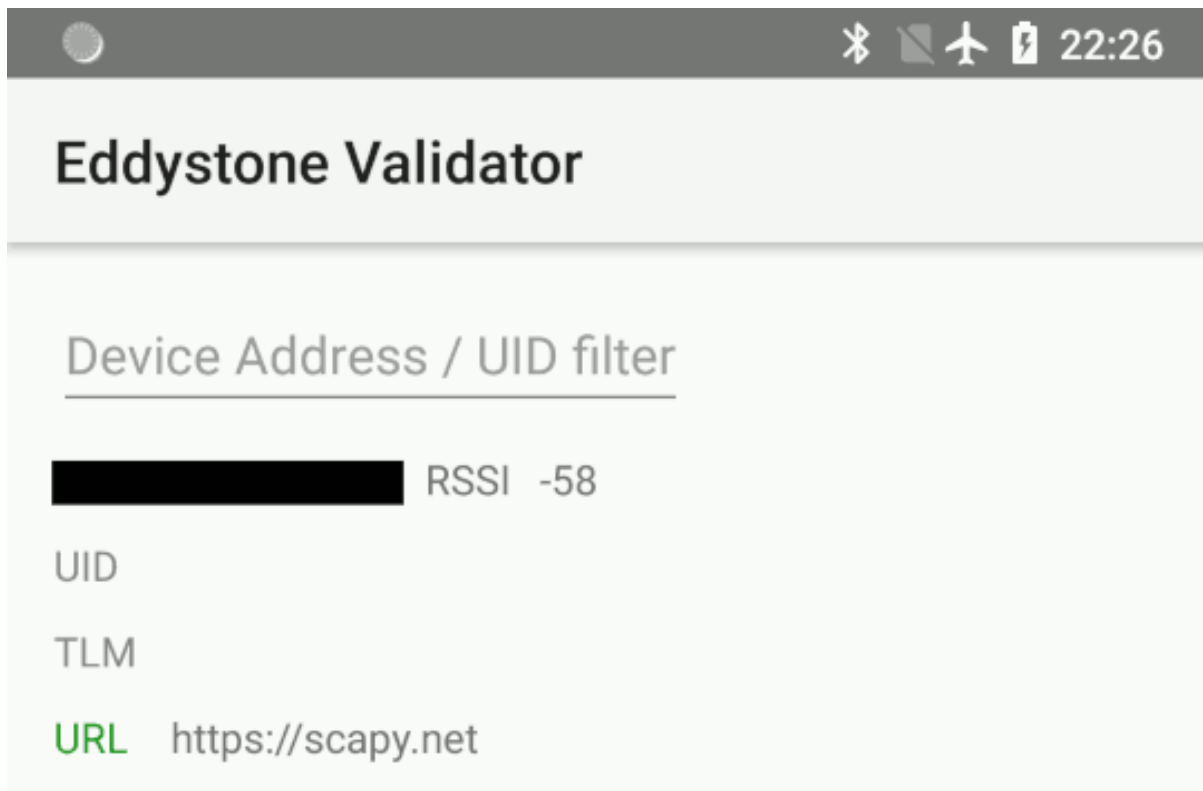 22:26
Eddystone Validator
Device Address / UID filter
RSSI -58
UID
TLM
URL https://scapy.net